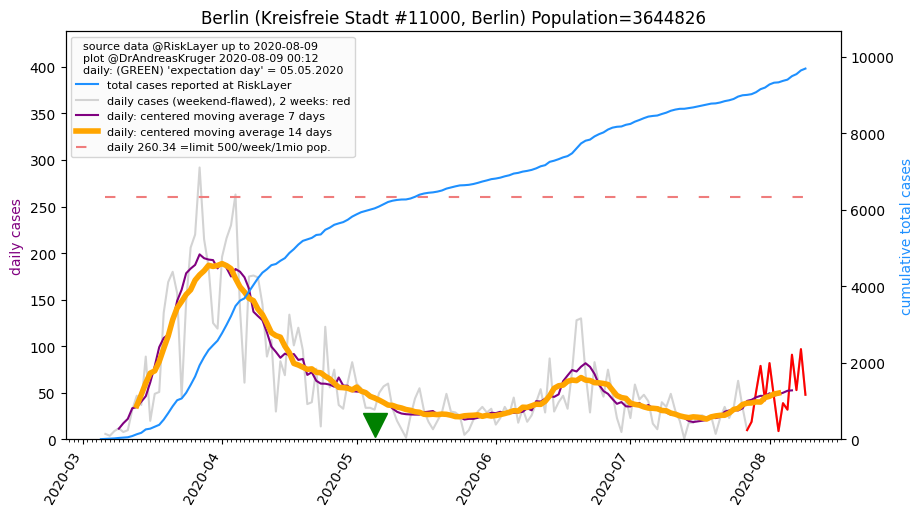 Berlin (Kreisfreie Stadt #11000, Berlin) Population=3644826
source data @RiskLayer up to 2020-08-09
plot @DrAndreasKruger 2020-08-09 00:12
daily: (GREEN) 'expectation day' = 05.05.2020
total cases reported at RiskLayer
daily cases (weekend-flawed), 2 weeks: red
daily: centered moving average 7 days
daily: centered moving average 14 days
daily 260.34 =limit 500/week/1mio pop.
daily cases
400
350
300
250
200
150
100
50
0
10000
8000
6000
4000
2000
0
cumulative total cases
2020-03
2020-04
2020-05
2020-06
2020-07
2020-08